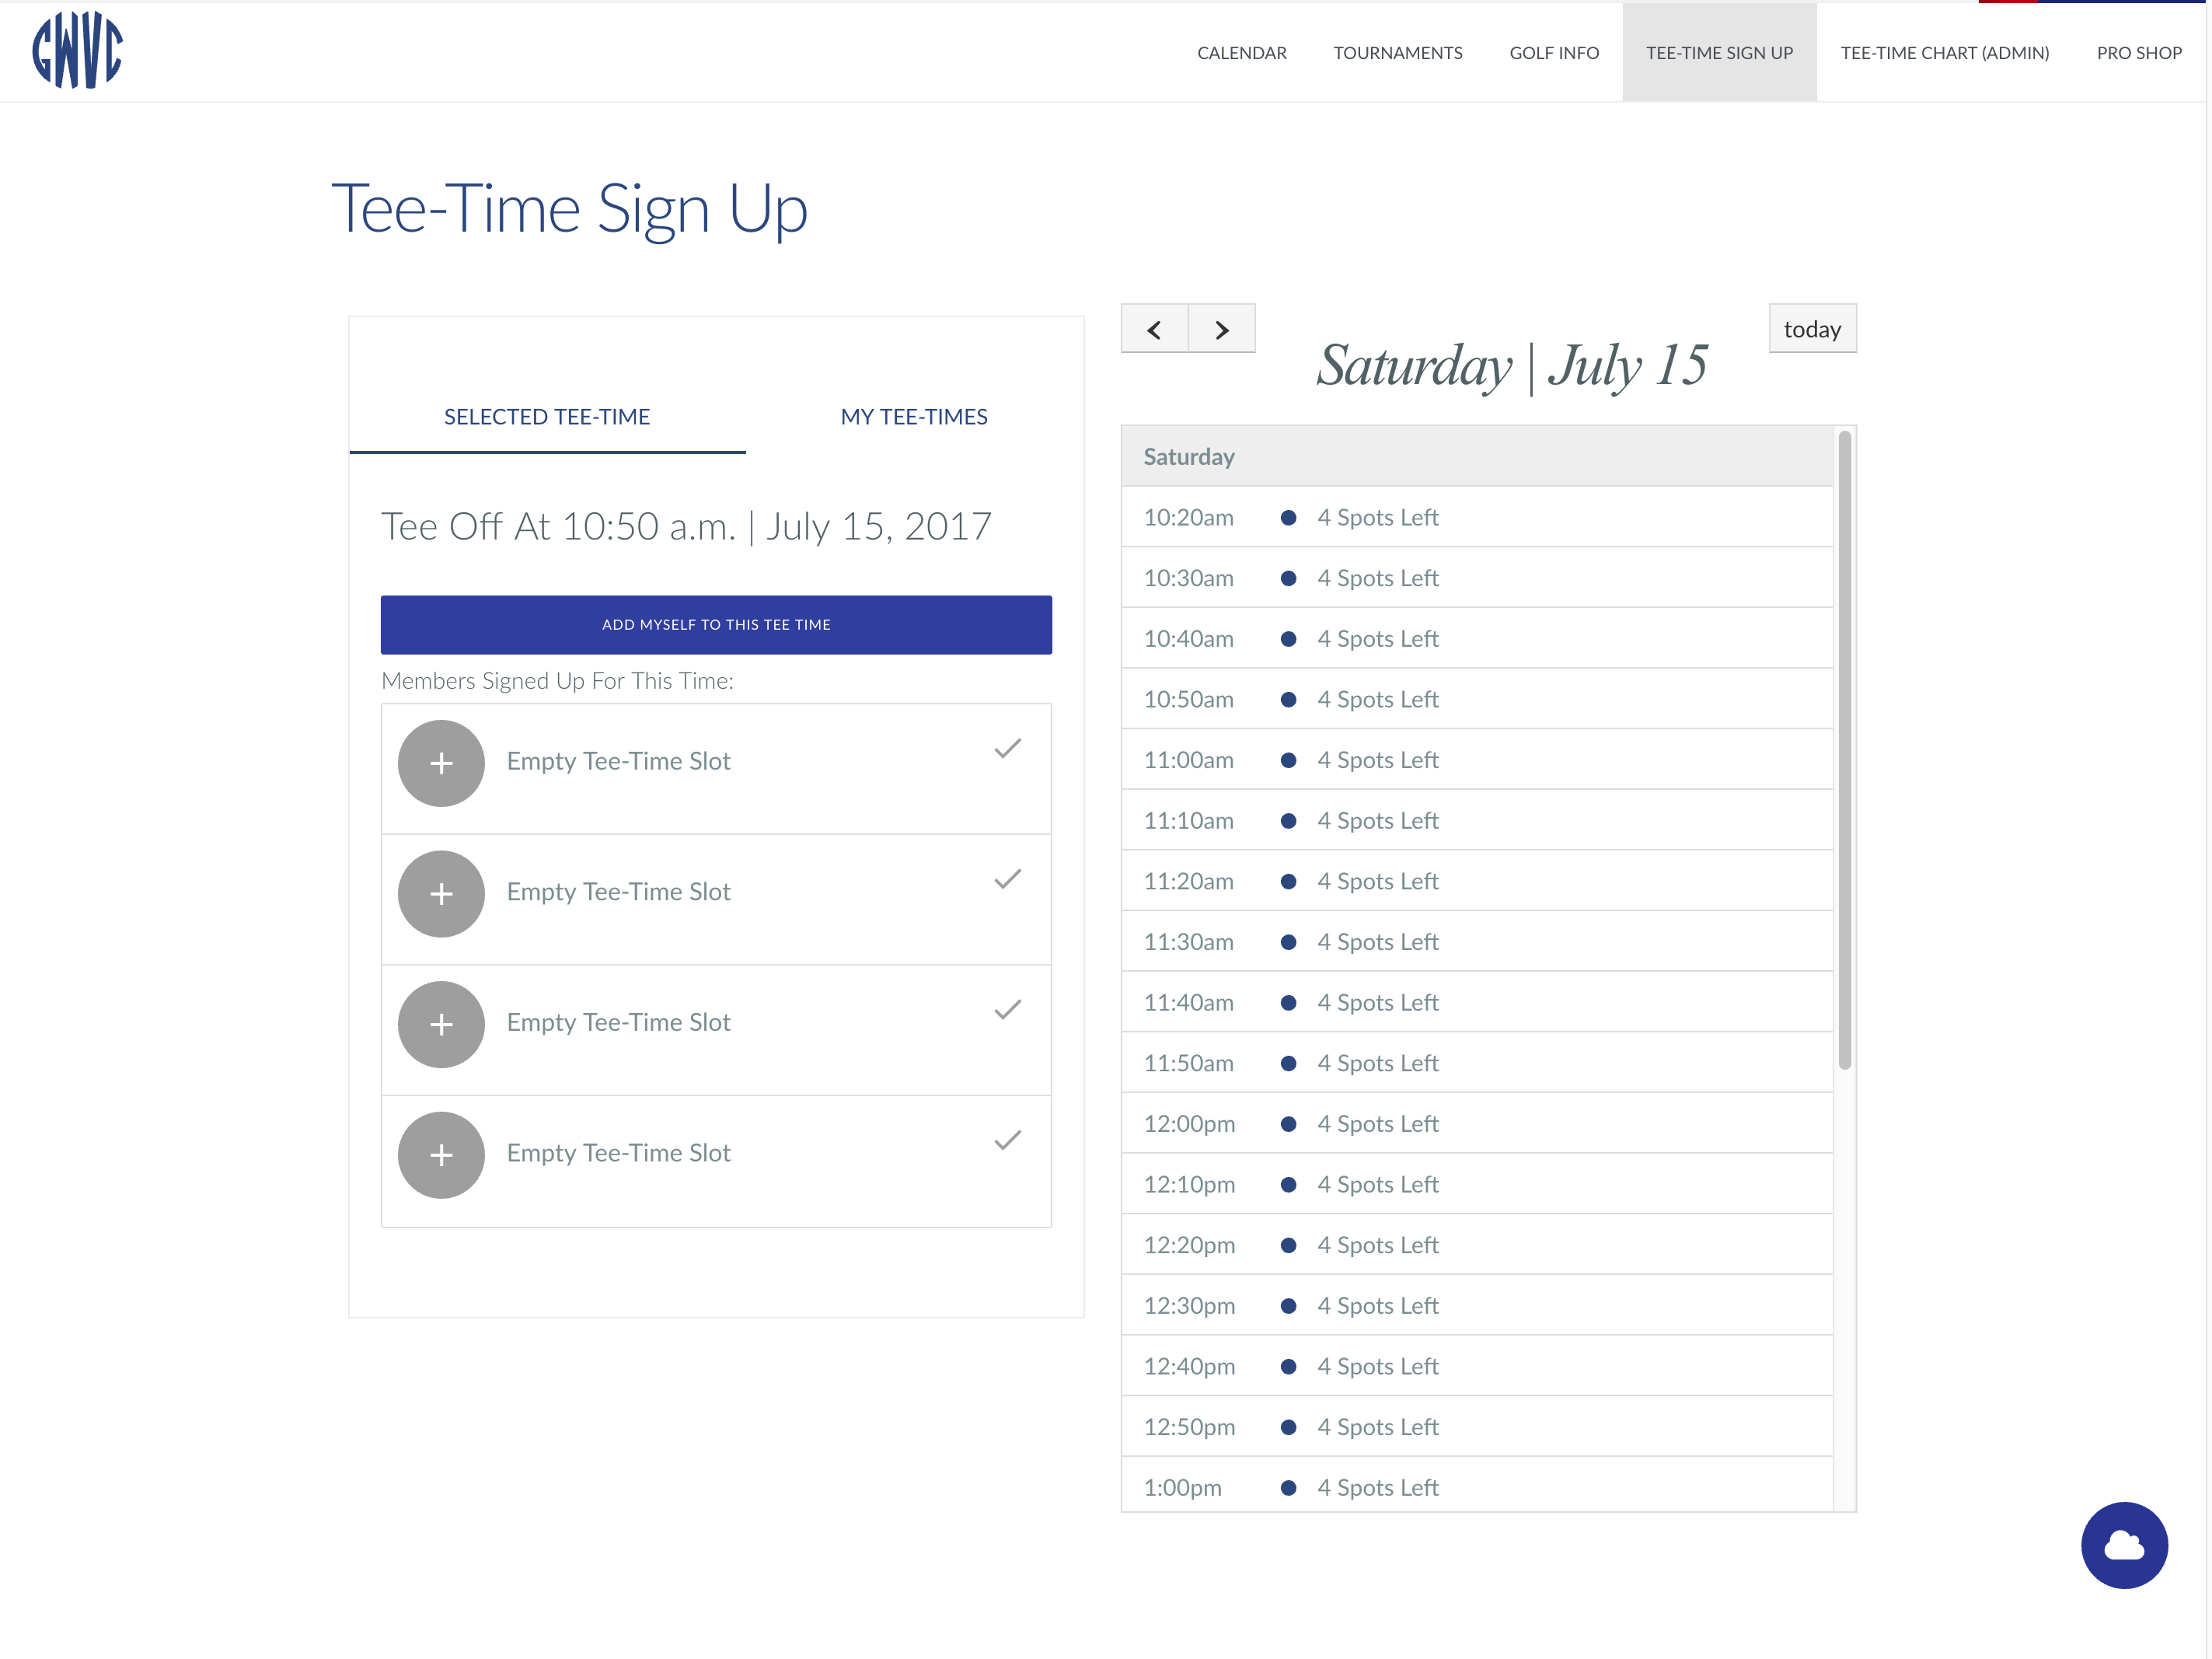 GWVC
CALENDAR
TOURNAMENTS
GOLF INFO
TEE-TIME SIGN UP
TEE-TIME CHART (ADMIN)
PRO SHOP
Tee-Time Sign Up
SELECTED TEE-TIME
MY TEE-TIMES
Tee Off At 10:50 a.m. | July 15, 2017
ADD MYSELF TO THIS TEE TIME
Members Signed Up For This Time:
Empty Tee-Time Slot
Empty Tee-Time Slot
Empty Tee-Time Slot
Empty Tee-Time Slot
today
Saturday | July 15
Saturday
10:20am 4 Spots Left
10:30am 4 Spots Left
10:40am 4 Spots Left
10:50am 4 Spots Left
11:00am 4 Spots Left
11:10am 4 Spots Left
11:20am 4 Spots Left
11:30am 4 Spots Left
11:40am 4 Spots Left
11:50am 4 Spots Left
12:00pm 4 Spots Left
12:10pm 4 Spots Left
12:20pm 4 Spots Left
12:30pm 4 Spots Left
12:40pm 4 Spots Left
12:50pm 4 Spots Left
1:00pm 4 Spots Left